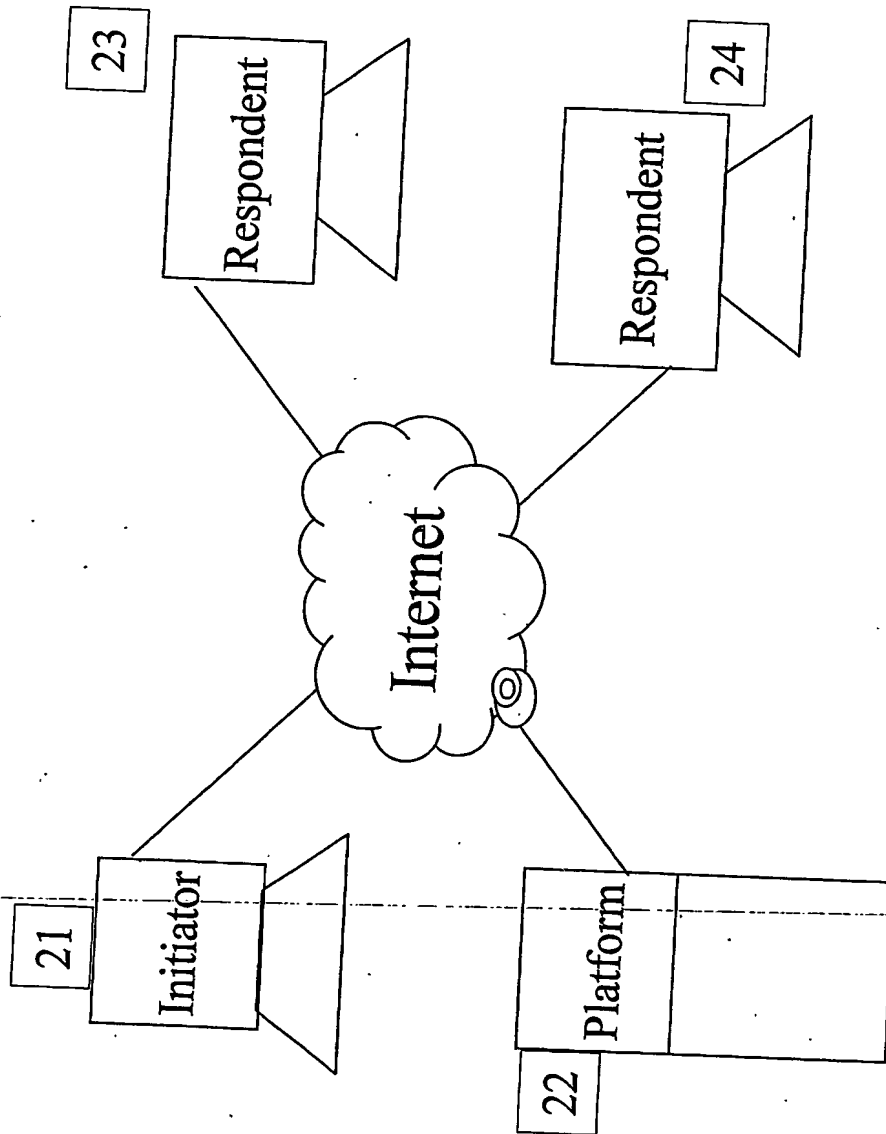 21
Initiator
23
Respondent
Internet
22
Platform
24
Respondent